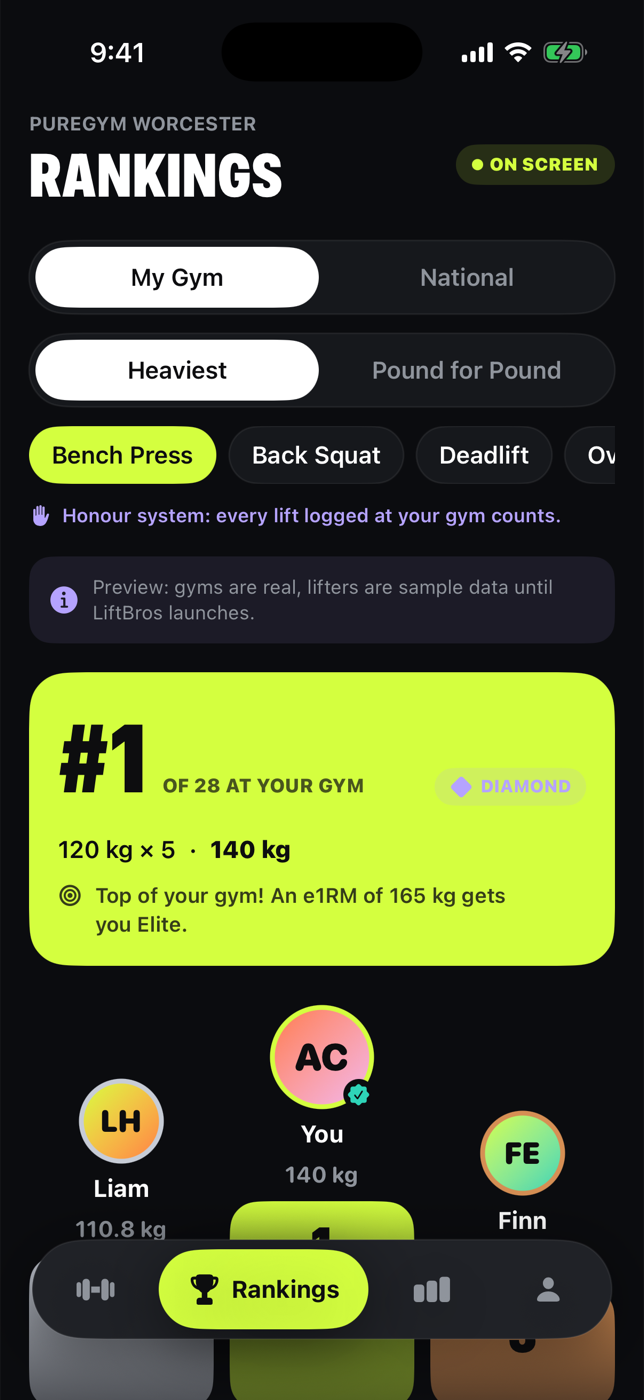 9:41
PUREGYM WORCESTER
RANKINGS
ON SCREEN
My Gym
National
Heaviest
Pound for Pound
Bench Press
Back Squat
Deadlift
Ov
Honour system: every lift logged at your gym counts.
Preview: gyms are real, lifters are sample data until
LiftBros launches.
#1 OF 28 AT YOUR GYM
DIAMOND
120 kg × 5 · 140 kg
Top of your gym! An e1RM of 165 kg gets
you Elite.
AC
You
140 kg
LH
Liam
110.8 kg
FE
Finn
1
Rankings